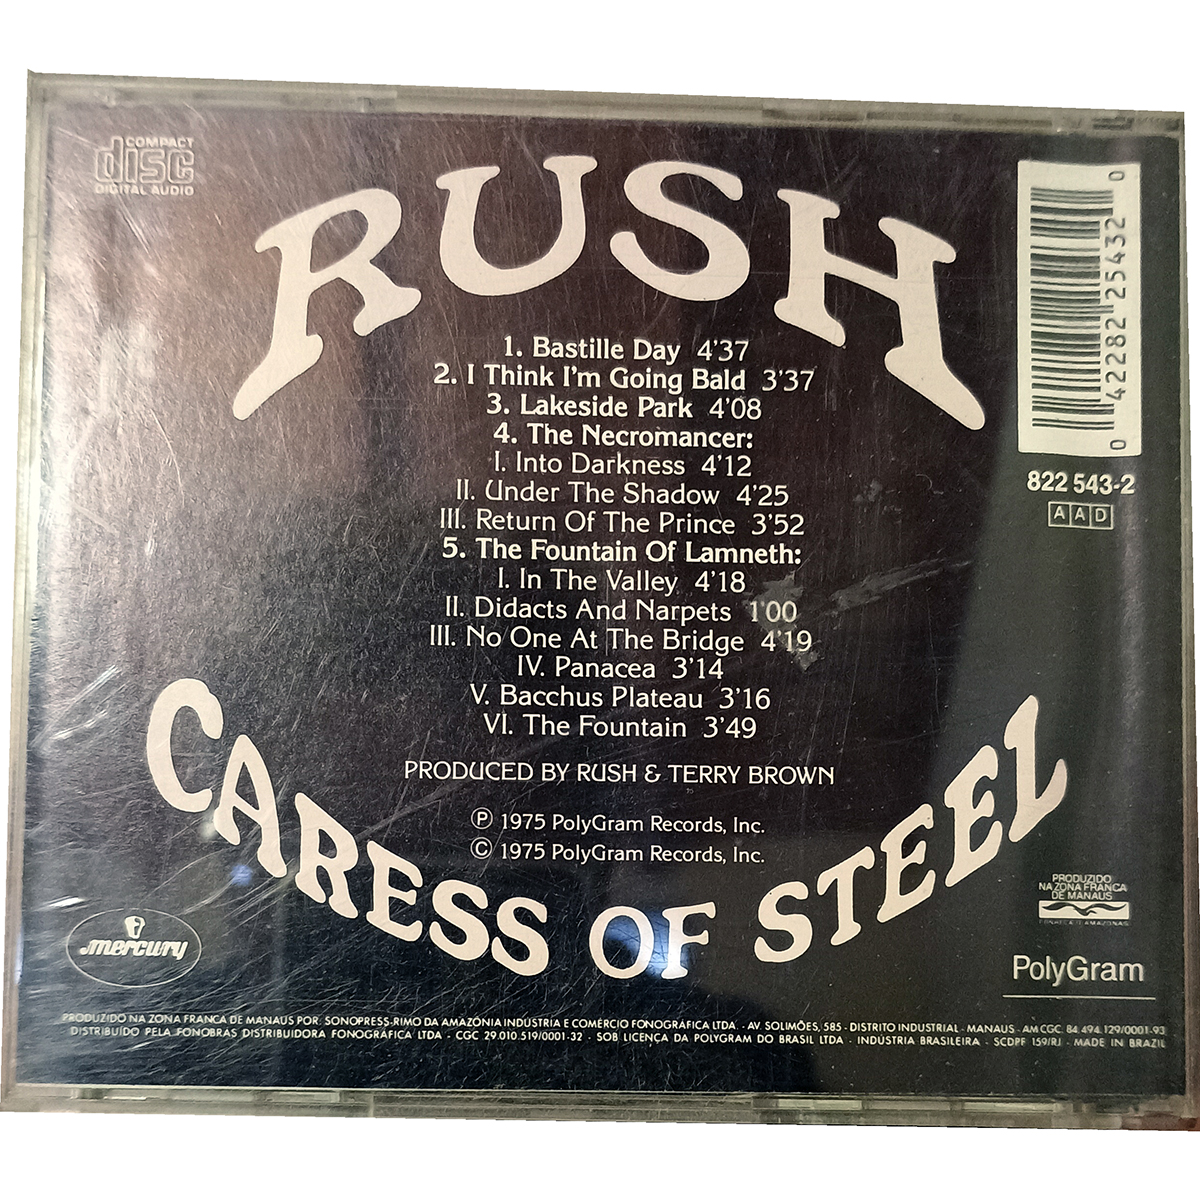 COMPACT
disc
DIGITAL AUDIO
RUSH
1. Bastille Day 4'37
2. I Think I'm Going Bald 3'37
3. Lakeside Park 4'08
4. The Necromancer:
I. Into Darkness 4'12
II. Under The Shadow 4'25
III. Return Of The Prince 3'52
5. The Fountain Of Lamneth:
I. In The Valley 4'18
II. Didacts And Narpets 1'00
III. No One At The Bridge 4'19
IV. Panacea 3'14
V. Bacchus Plateau 3'16
VI. The Fountain 3'49
PRODUCED BY RUSH & TERRY BROWN
Ⓟ 1975 PolyGram Records, Inc.
© 1975 PolyGram Records, Inc.
CARESS OF STEEL
0 42282 25432 0
822 543-2
AAD
mercury
PRODUZIDO
NA ZONA FRANCA
DE MANAUS
PolyGram
PRODUZIDO NA ZONA FRANCA DE MANAUS POR: SONOPRESS-RIMO DA AMAZÔNIA INDÚSTRIA E COMÉRCIO FONOGRÁFICA LTDA. - AV. SOLIMÕES, 585 - DISTRITO INDUSTRIAL - MANAUS - AM CGC. 84.494.129/0001-93
DISTRIBUÍDO PELA FONOBRÁS DISTRIBUIDORA FONOGRÁFICA LTDA - CGC 29.010.519/0001-32 - SOB LICENÇA DA POLYGRAM DO BRASIL LTDA - INDÚSTRIA BRASILEIRA - SCDPF 159/RJ - MADE IN BRAZIL